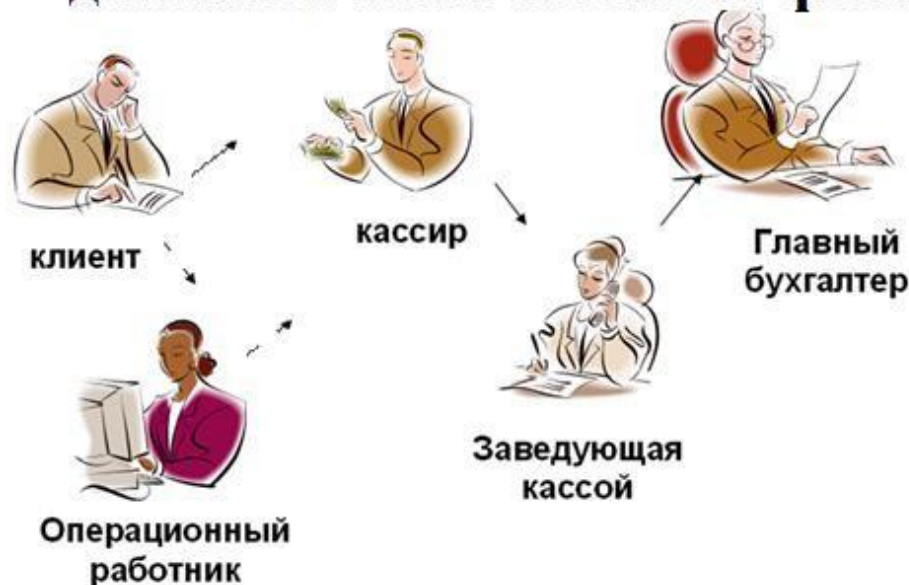 клиент
кассир
Главный
бухгалтер
Заведующая
кассой
Операционный
работник